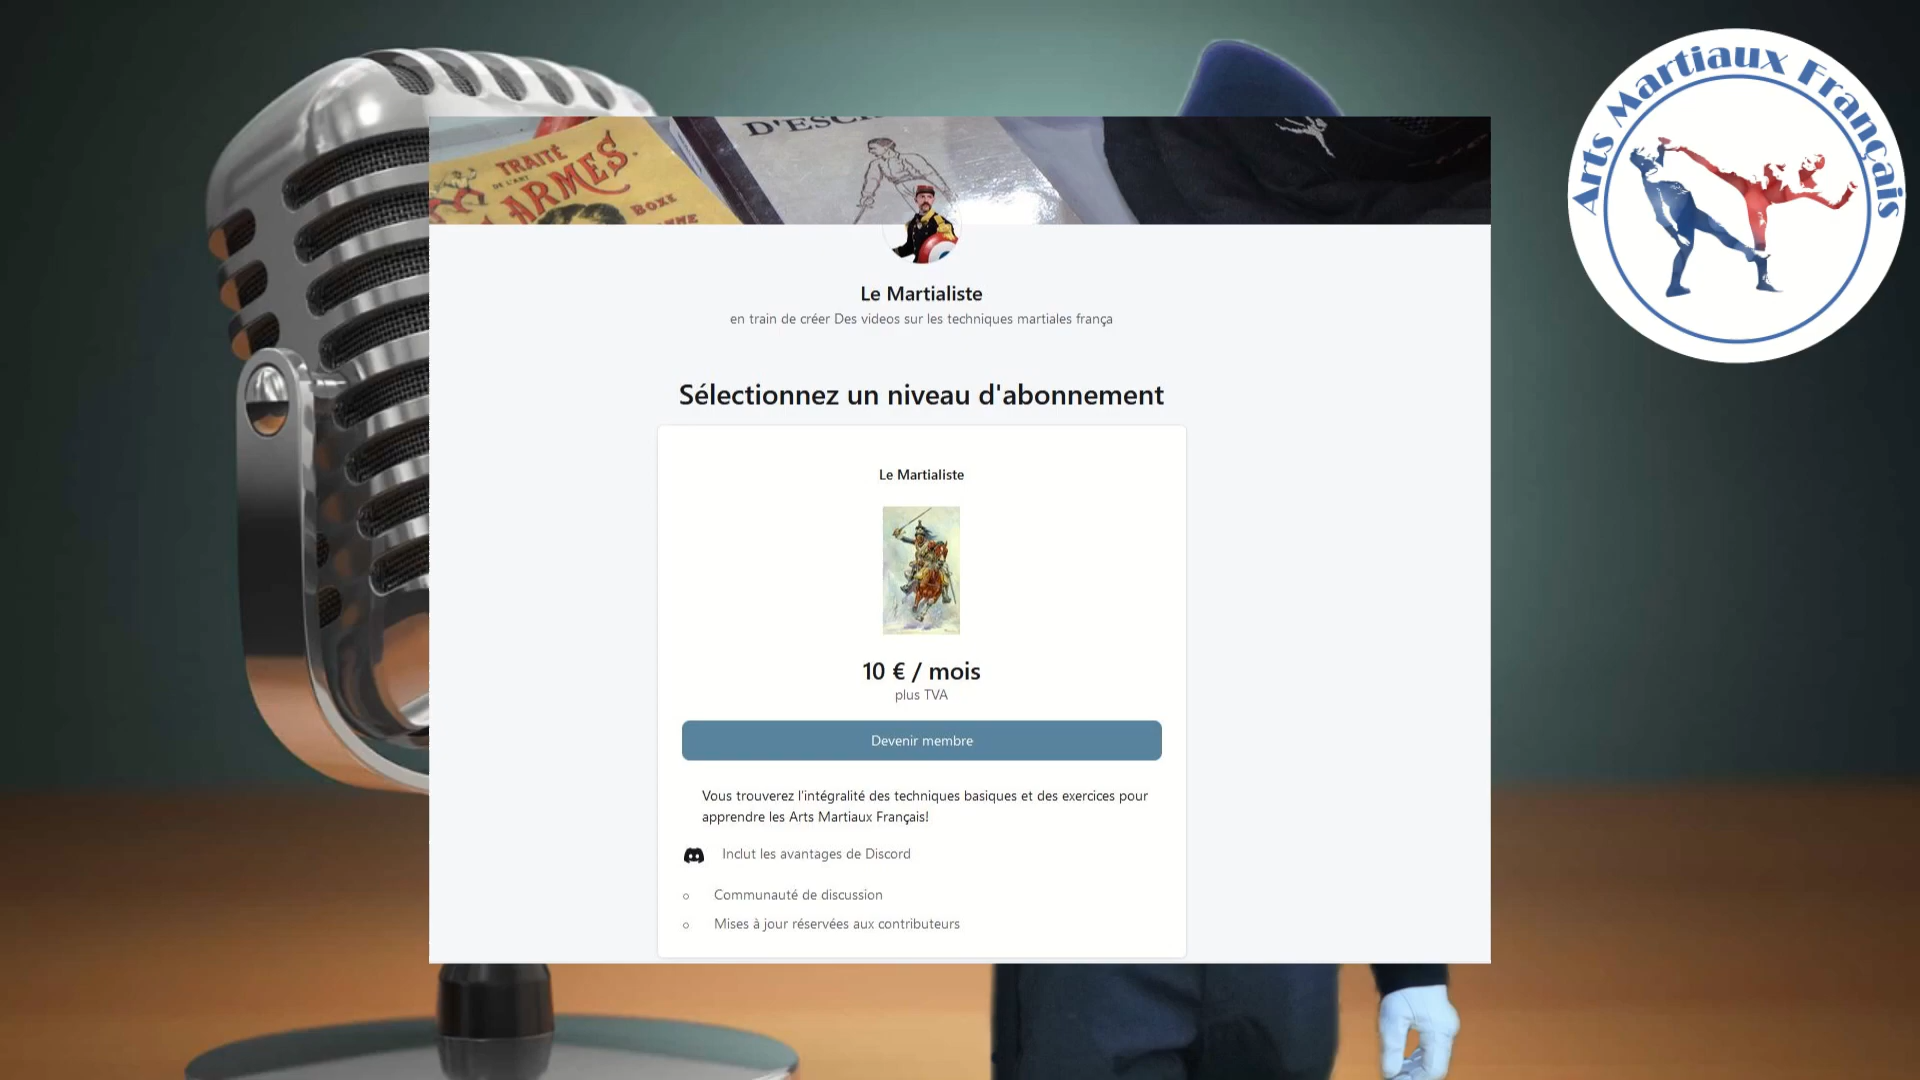 Arts Martiaux Français
TRAITÉ
DE L'ART
ARMES
BOXE
D'ESC
Le Martialiste
en train de créer Des videos sur les techniques martiales frança
Sélectionnez un niveau d'abonnement
Le Martialiste
10 € / mois
plus TVA
Devenir membre
Vous trouverez l'intégralité des techniques basiques et des exercices pour
apprendre les Arts Martiaux Français!
Inclut les avantages de Discord
Communauté de discussion
Mises à jour réservées aux contributeurs